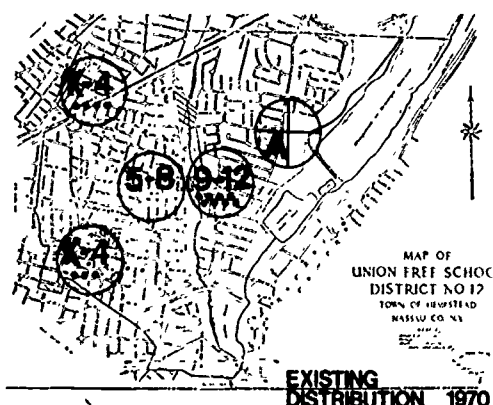 K-4
5-8
9-12
A
K-4
MAP OF
UNION FREE SCHOO
DISTRICT NO 12
TOWN OF HEMPSTEAD
NASSAU CO. N.Y.
EXISTING
DISTRIBUTION 1970